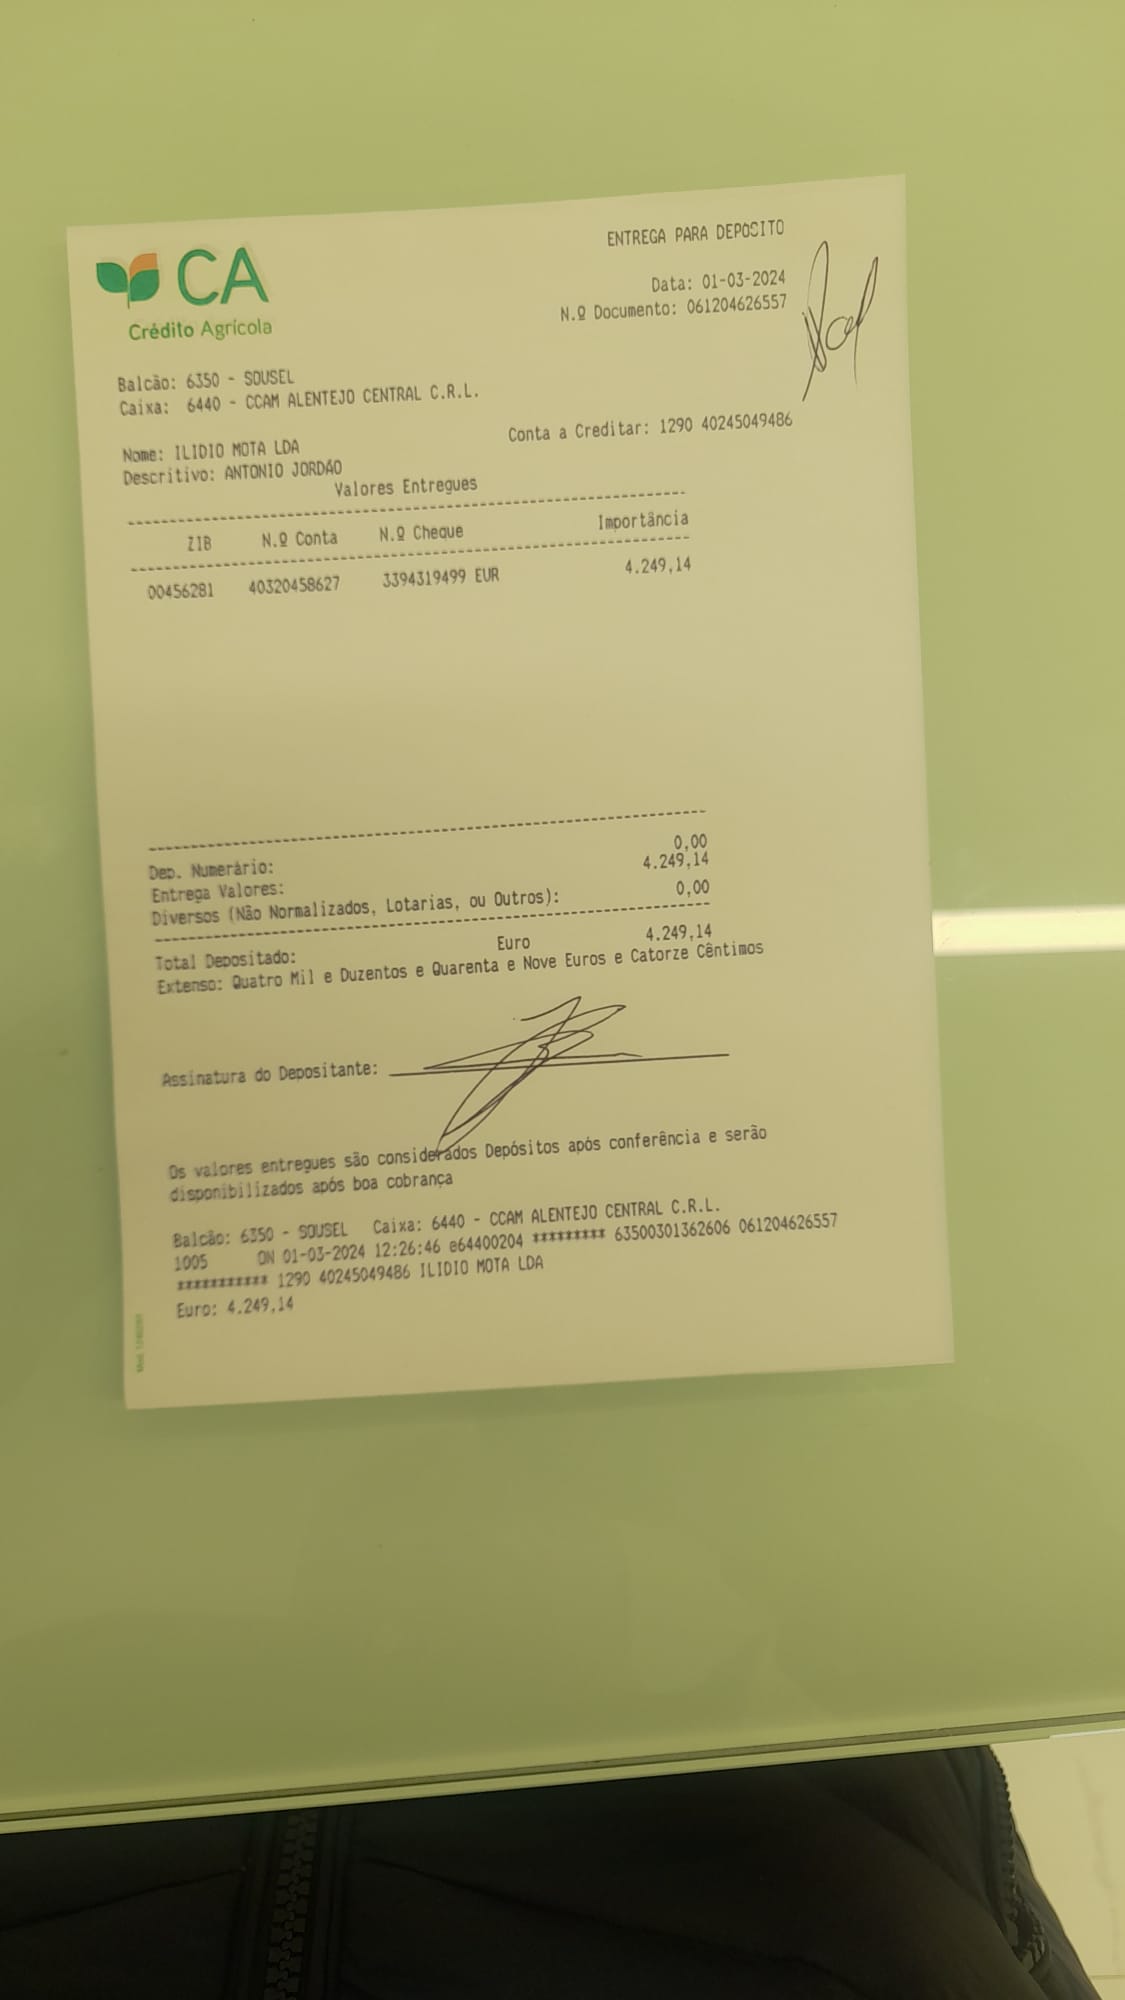 CA
Crédito Agrícola
ENTREGA PARA DEPOSITO
Data: 01-03-2024
N.º Documento: 061204626557
Balcão: 6350 - SOUSEL
Caixa: 6440 - CCAM ALENTEJO CENTRAL C.R.L.
Conta a Creditar: 1290 40245049486
Nome: ILIDIO MOTA LDA
Descritivo: ANTONIO JORDÃO
Valores Entregues
ZIB N.º Conta N.º Cheque Importância
00456281 40320458627 3394319499 EUR 4.249,14
Dep. Numerário: 0,00
Entrega Valores: 4.249,14
Diversos (Não Normalizados, Lotarias, ou Outros): 0,00
Total Depositado: Euro 4.249,14
Extenso: Quatro Mil e Duzentos e Quarenta e Nove Euros e Catorze Cêntimos
Assinatura do Depositante:
Os valores entregues são considerados Depósitos após conferência e serão
disponibilizados após boa cobrança
Balcão: 6350 - SOUSEL Caixa: 6440 - CCAM ALENTEJO CENTRAL C.R.L.
1005 ON 01-03-2024 12:26:46 e64400204 ********* 63500301362606 061204626557
*********** 1290 40245049486 ILIDIO MOTA LDA
Euro: 4.249,14